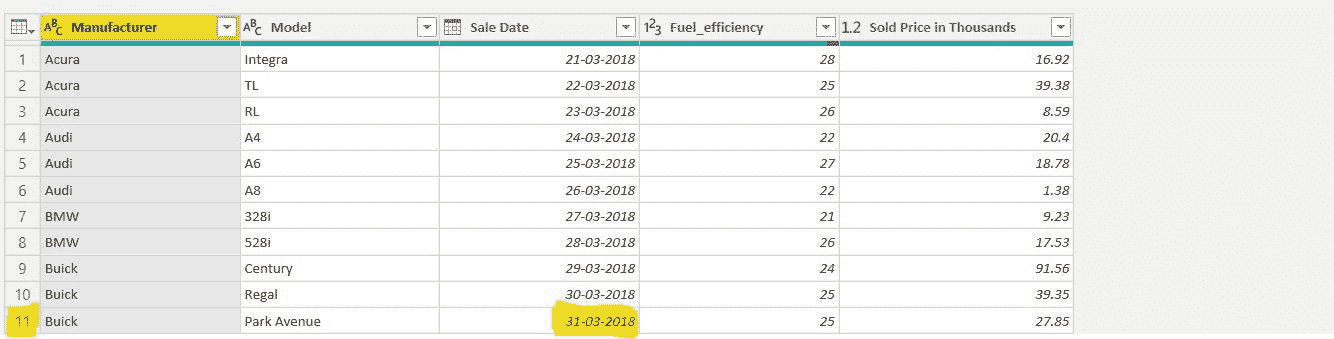 ABC Manufacturer ABC Model Sale Date 123 Fuel_efficiency 1.2 Sold Price in Thousands
1 Acura Integra 21-03-2018 28 16.92
2 Acura TL 22-03-2018 25 39.38
3 Acura RL 23-03-2018 26 8.59
4 Audi A4 24-03-2018 22 20.4
5 Audi A6 25-03-2018 27 18.78
6 Audi A8 26-03-2018 22 1.38
7 BMW 328i 27-03-2018 21 9.23
8 BMW 528i 28-03-2018 26 17.53
9 Buick Century 29-03-2018 24 91.56
10 Buick Regal 30-03-2018 25 39.35
11 Buick Park Avenue 31-03-2018 25 27.85